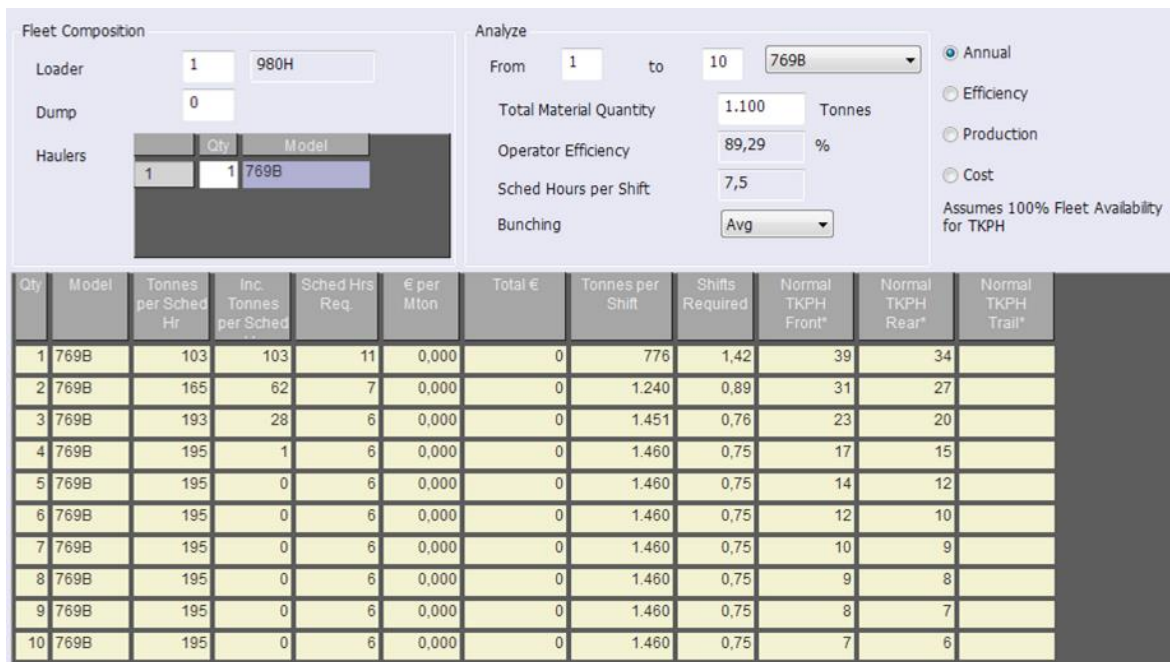 Fleet Composition
Loader 1 980H
Dump 0
Haulers
Qty Model
1 1 769B
Analyze
From 1 to 10 769B
Total Material Quantity 1.100 Tonnes
Operator Efficiency 89,29 %
Sched Hours per Shift 7,5
Bunching Avg
Annual
Efficiency
Production
Cost
Assumes 100% Fleet Availability
for TKPH
Qty Model Tonnes per Sched Hr Inc. Tonnes per Sched Sched Hrs Req. € per Mton Total € Tonnes per Shift Shifts Required Normal TKPH Front* Normal TKPH Rear* Normal TKPH Trail*
1 769B 103 103 11 0,000 0 776 1,42 39 34
2 769B 165 62 7 0,000 0 1.240 0,89 31 27
3 769B 193 28 6 0,000 0 1.451 0,76 23 20
4 769B 195 1 6 0,000 0 1.460 0,75 17 15
5 769B 195 0 6 0,000 0 1.460 0,75 14 12
6 769B 195 0 6 0,000 0 1.460 0,75 12 10
7 769B 195 0 6 0,000 0 1.460 0,75 10 9
8 769B 195 0 6 0,000 0 1.460 0,75 9 8
9 769B 195 0 6 0,000 0 1.460 0,75 8 7
10 769B 195 0 6 0,000 0 1.460 0,75 7 6